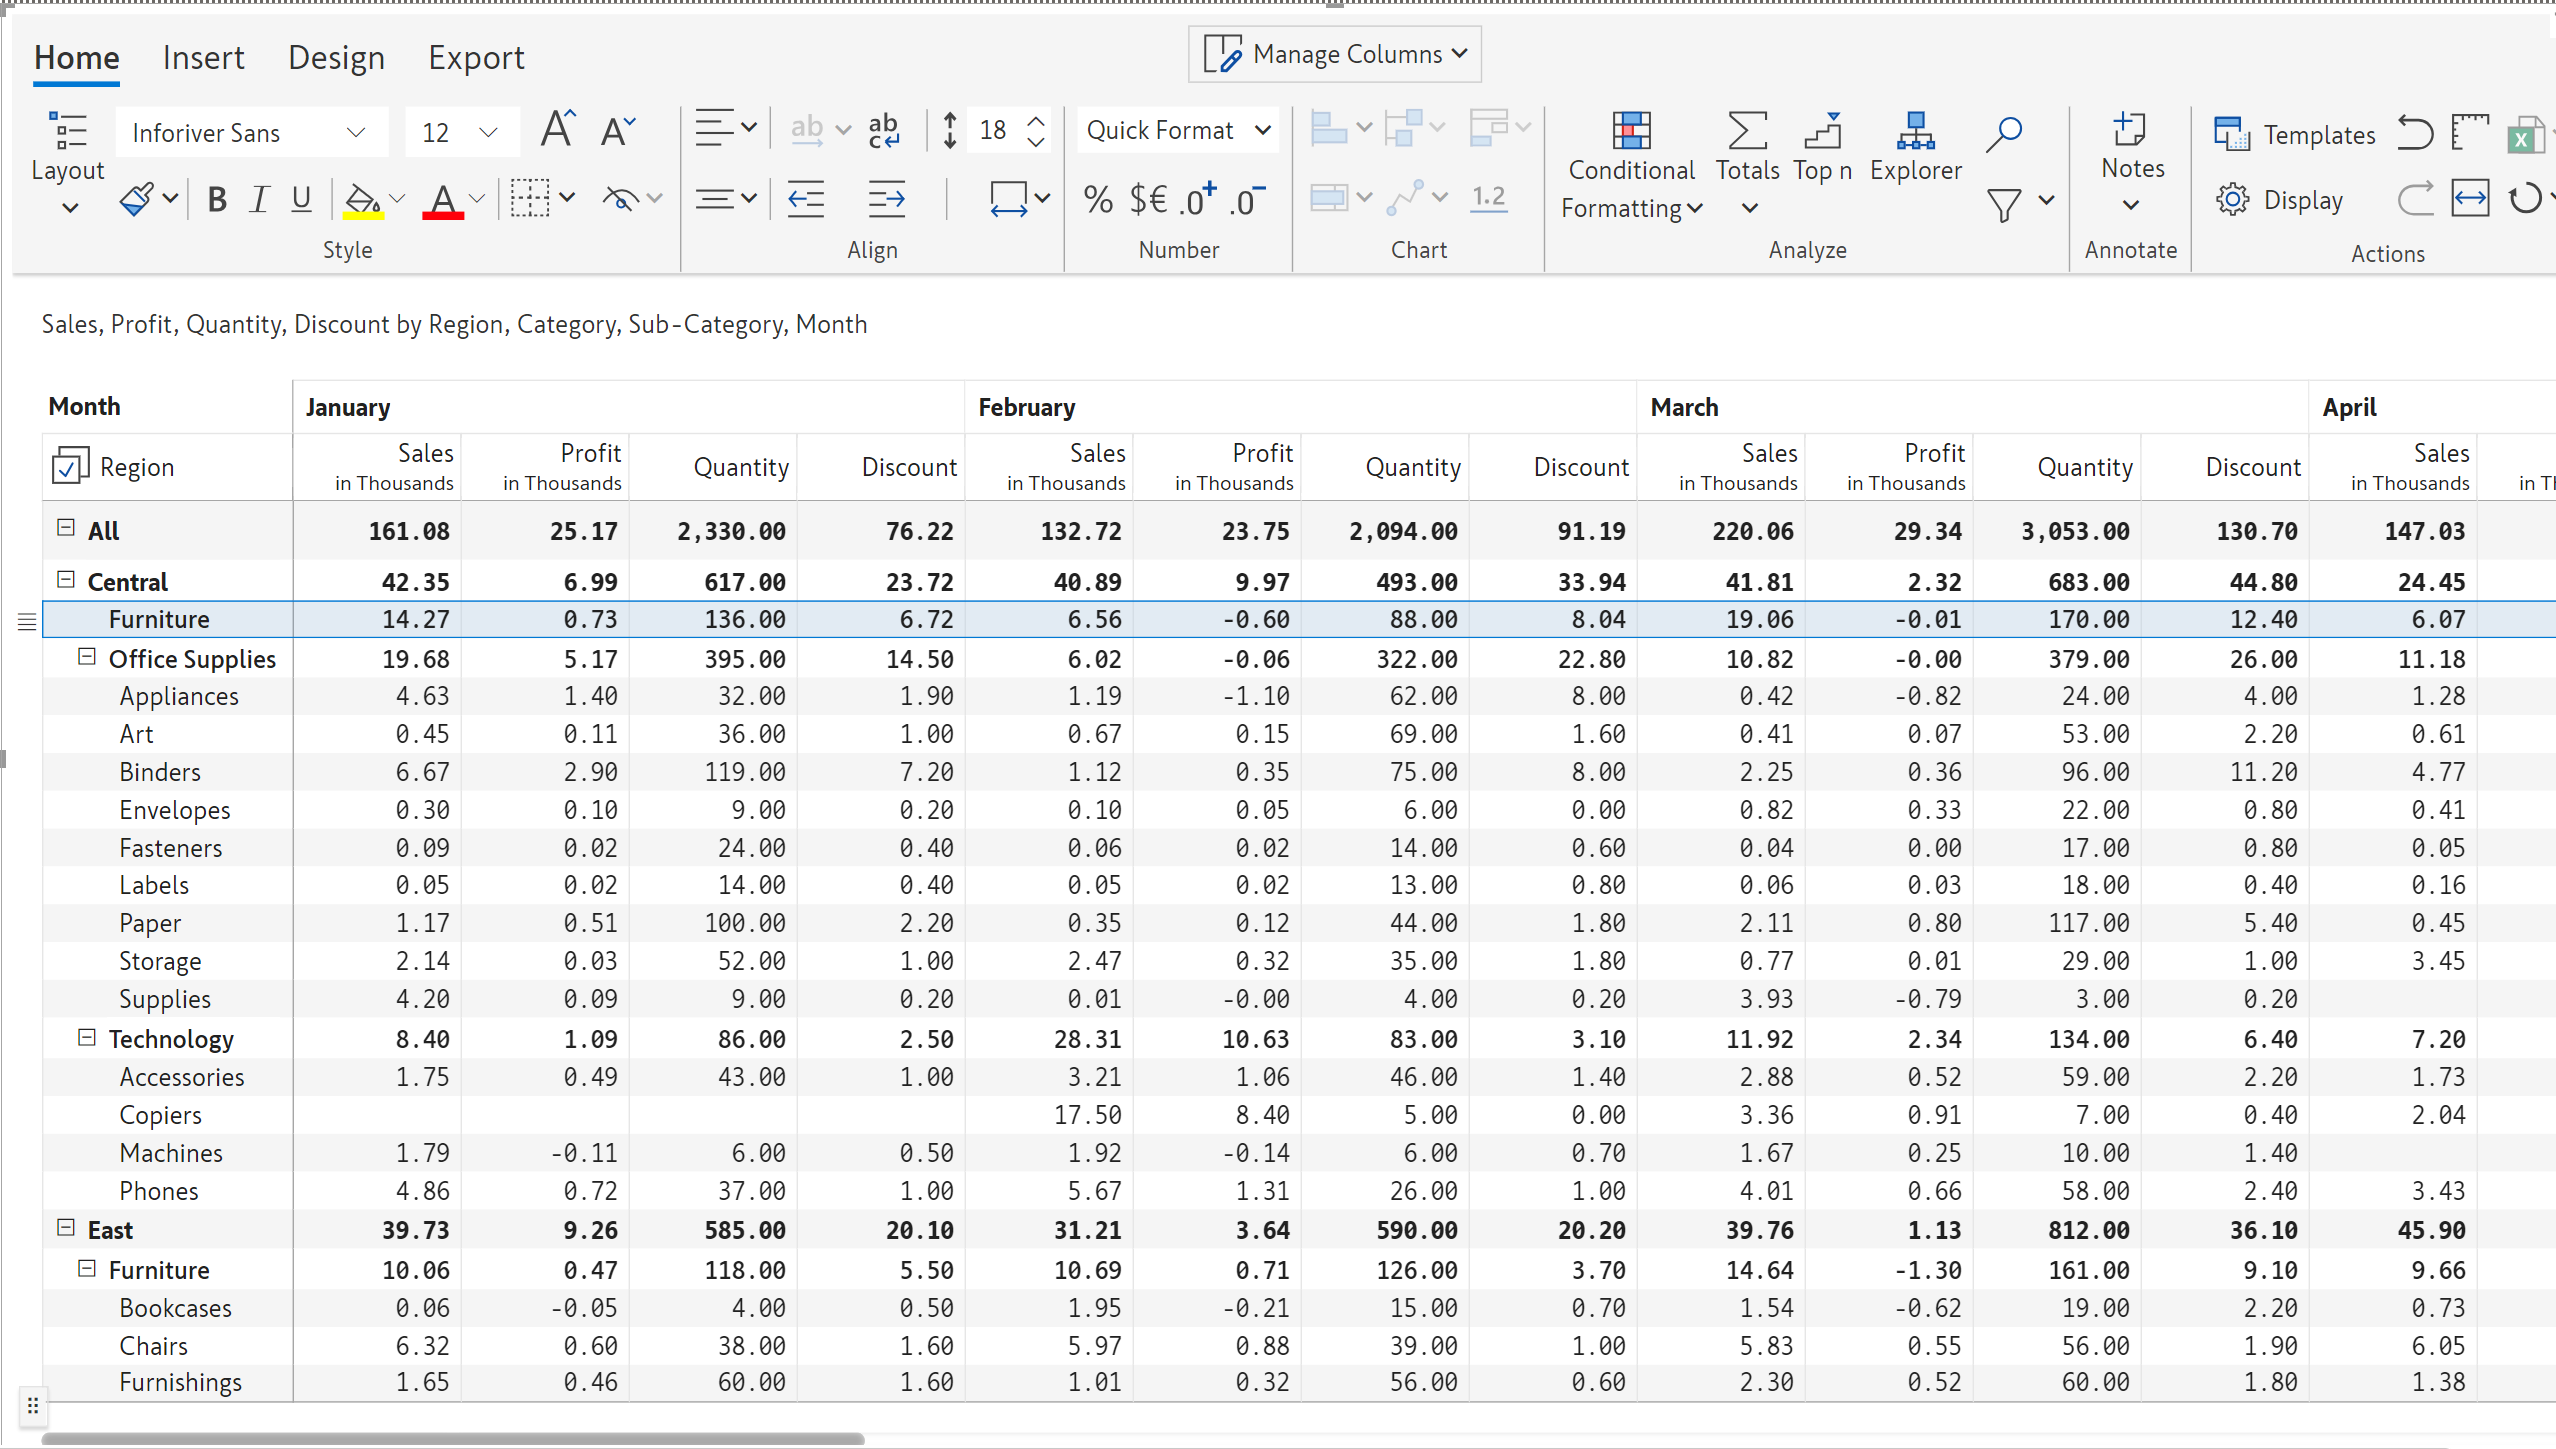 Home Insert Design Export Manage Columns
Inforiver Sans 12 A A ab ab c 18 Quick Format Templates
Layout B I U A % $€ .0+ .0- 1.2 Conditional Formatting Totals Top n Explorer Notes Display
Style Align Number Chart Analyze Annotate Actions
Sales, Profit, Quantity, Discount by Region, Category, Sub-Category, Month
Month January February March April
Region Sales in Thousands Profit in Thousands Quantity Discount Sales in Thousands Profit in Thousands Quantity Discount Sales in Thousands Profit in Thousands Quantity Discount Sales in Thousands in
All 161.08 25.17 2,330.00 76.22 132.72 23.75 2,094.00 91.19 220.06 29.34 3,053.00 130.70 147.03
Central 42.35 6.99 617.00 23.72 40.89 9.97 493.00 33.94 41.81 2.32 683.00 44.80 24.45
Furniture 14.27 0.73 136.00 6.72 6.56 -0.60 88.00 8.04 19.06 -0.01 170.00 12.40 6.07
Office Supplies 19.68 5.17 395.00 14.50 6.02 -0.06 322.00 22.80 10.82 -0.00 379.00 26.00 11.18
Appliances 4.63 1.40 32.00 1.90 1.19 -1.10 62.00 8.00 0.42 -0.82 24.00 4.00 1.28
Art 0.45 0.11 36.00 1.00 0.67 0.15 69.00 1.60 0.41 0.07 53.00 2.20 0.61
Binders 6.67 2.90 119.00 7.20 1.12 0.35 75.00 8.00 2.25 0.36 96.00 11.20 4.77
Envelopes 0.30 0.10 9.00 0.20 0.10 0.05 6.00 0.00 0.82 0.33 22.00 0.80 0.41
Fasteners 0.09 0.02 24.00 0.40 0.06 0.02 14.00 0.60 0.04 0.00 17.00 0.80 0.05
Labels 0.05 0.02 14.00 0.40 0.05 0.02 13.00 0.80 0.06 0.03 18.00 0.40 0.16
Paper 1.17 0.51 100.00 2.20 0.35 0.12 44.00 1.80 2.11 0.80 117.00 5.40 0.45
Storage 2.14 0.03 52.00 1.00 2.47 0.32 35.00 1.80 0.77 0.01 29.00 1.00 3.45
Supplies 4.20 0.09 9.00 0.20 0.01 -0.00 4.00 0.20 3.93 -0.79 3.00 0.20
Technology 8.40 1.09 86.00 2.50 28.31 10.63 83.00 3.10 11.92 2.34 134.00 6.40 7.20
Accessories 1.75 0.49 43.00 1.00 3.21 1.06 46.00 1.40 2.88 0.52 59.00 2.20 1.73
Copiers 17.50 8.40 5.00 0.00 3.36 0.91 7.00 0.40 2.04
Machines 1.79 -0.11 6.00 0.50 1.92 -0.14 6.00 0.70 1.67 0.25 10.00 1.40
Phones 4.86 0.72 37.00 1.00 5.67 1.31 26.00 1.00 4.01 0.66 58.00 2.40 3.43
East 39.73 9.26 585.00 20.10 31.21 3.64 590.00 20.20 39.76 1.13 812.00 36.10 45.90
Furniture 10.06 0.47 118.00 5.50 10.69 0.71 126.00 3.70 14.64 -1.30 161.00 9.10 9.66
Bookcases 0.06 -0.05 4.00 0.50 1.95 -0.21 15.00 0.70 1.54 -0.62 19.00 2.20 0.73
Chairs 6.32 0.60 38.00 1.60 5.97 0.88 39.00 1.00 5.83 0.55 56.00 1.90 6.05
Furnishings 1.65 0.46 60.00 1.60 1.01 0.32 56.00 0.60 2.30 0.52 60.00 1.80 1.38